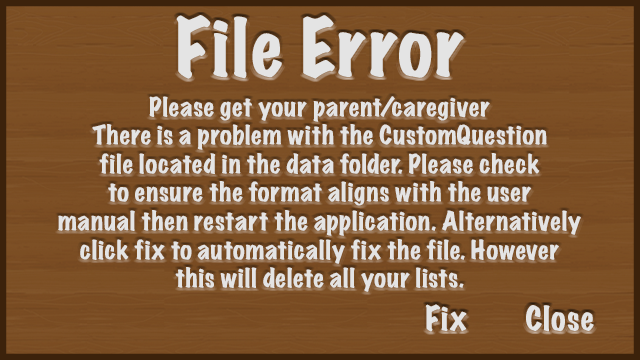 File Error
Please get your parent/caregiver
There is a problem with the CustomQuestion
file located in the data folder. Please check
to ensure the format aligns with the user
manual then restart the application. Alternatively
click fix to automatically fix the file. However
this will delete all your lists.
Fix Close